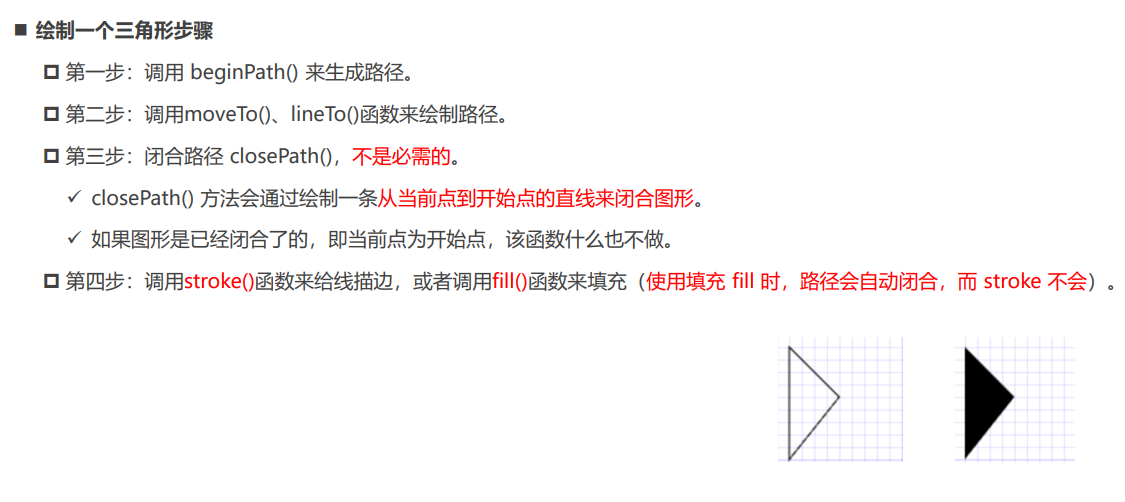 绘制一个三角形步骤
第一步：调用 beginPath() 来生成路径。
第二步：调用moveTo()、lineTo()函数来绘制路径。
第三步：闭合路径 closePath()，不是必需的。
closePath() 方法会通过绘制一条从当前点到开始点的直线来闭合图形。
如果图形是已经闭合了的，即当前点为开始点，该函数什么也不做。
第四步：调用stroke()函数来给线描边，或者调用fill()函数来填充（使用填充 fill 时，路径会自动闭合，而 stroke 不会）。